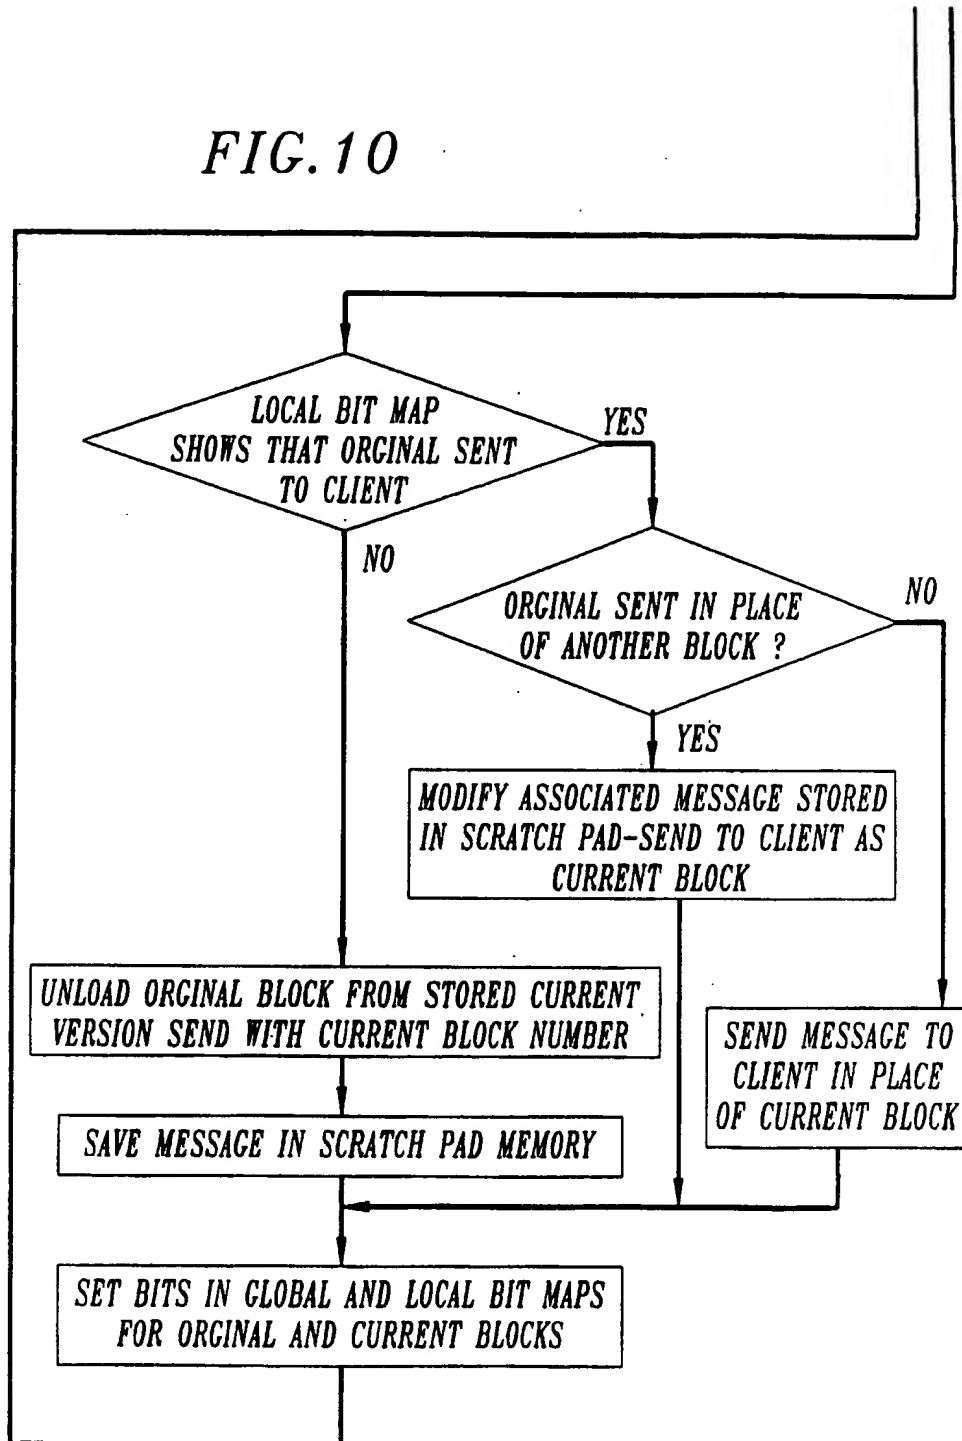 FIG. 10
LOCAL BIT MAP
SHOWS THAT ORGINAL SENT
TO CLIENT
YES
NO
ORGINAL SENT IN PLACE
OF ANOTHER BLOCK ?
NO
YES
MODIFY ASSOCIATED MESSAGE STORED
IN SCRATCH PAD-SEND TO CLIENT AS
CURRENT BLOCK
UNLOAD ORGINAL BLOCK FROM STORED CURRENT
VERSION SEND WITH CURRENT BLOCK NUMBER
SEND MESSAGE TO
CLIENT IN PLACE
OF CURRENT BLOCK
SAVE MESSAGE IN SCRATCH PAD MEMORY
SET BITS IN GLOBAL AND LOCAL BIT MAPS
FOR ORGINAL AND CURRENT BLOCKS